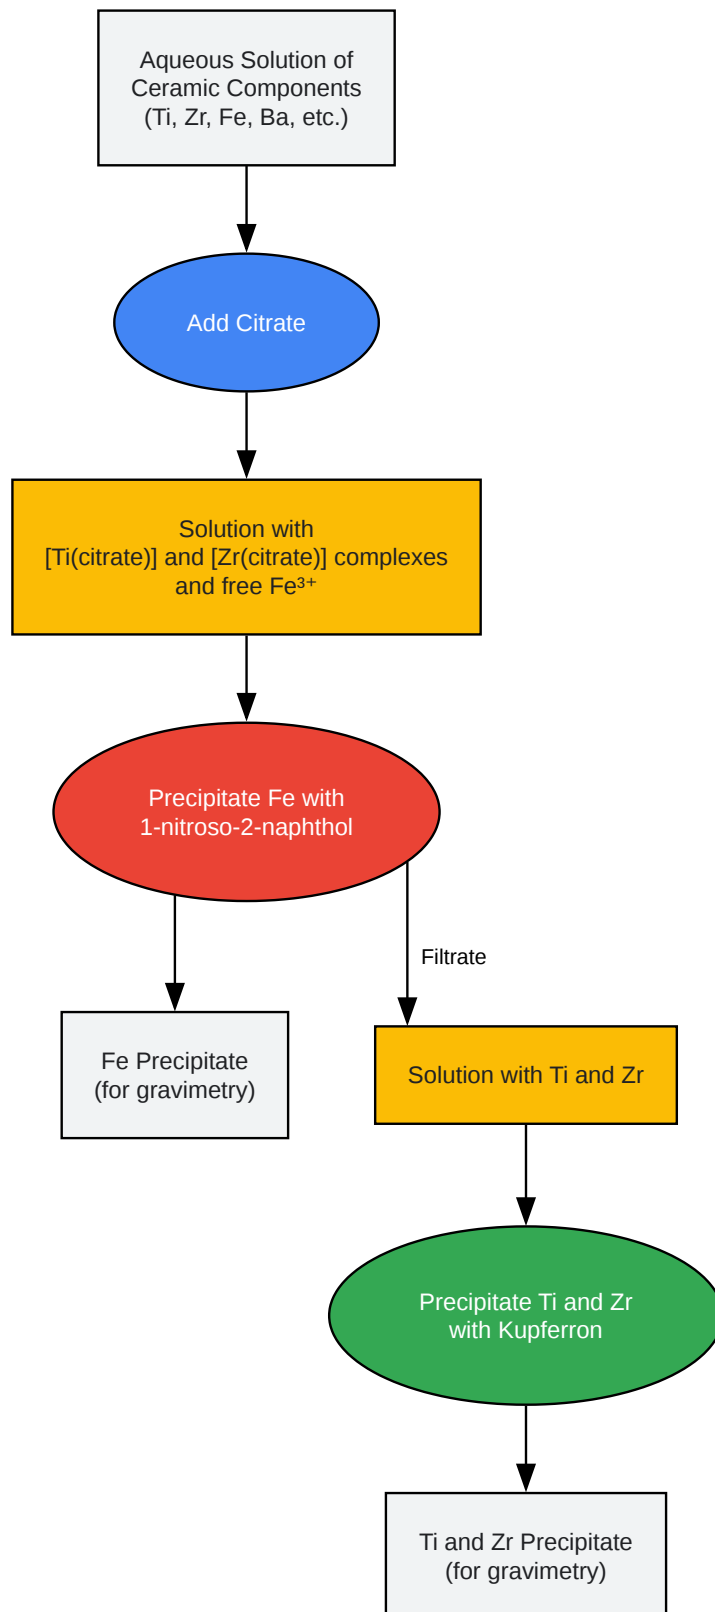 Aqueous Solution of
Ceramic Components
(Ti, Zr, Fe, Ba, etc.)
Add Citrate
Solution with
[Ti(citrate)] and [Zr(citrate)] complexes
and free Fe³⁺
Precipitate Fe with
1-nitroso-2-naphthol
Filtrate
Fe Precipitate
(for gravimetry)
Solution with Ti and Zr
Precipitate Ti and Zr
with Kupferron
Ti and Zr Precipitate
(for gravimetry)